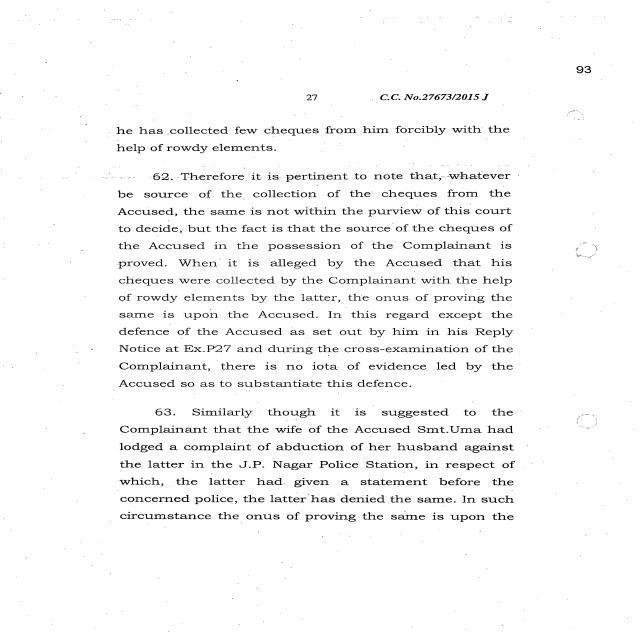 93
27 C.C. No.27673/2015 J
he has collected few cheques from him forcibly with the
help of rowdy elements.
62. Therefore it is pertinent to note that, whatever
be source of the collection of the cheques from the
Accused, the same is not within the purview of this court
to decide, but the fact is that the source of the cheques of
the Accused in the possession of the Complainant is
proved. When it is alleged by the Accused that his
cheques were collected by the Complainant with the help
of rowdy elements by the latter, the onus of proving the
same is upon the Accused. In this regard except the
defence of the Accused as set out by him in his Reply
Notice at Ex.P27 and during the cross-examination of the
Complainant, there is no iota of evidence led by the
Accused so as to substantiate this defence.
63. Similarly though it is suggested to the
Complainant that the wife of the Accused Smt.Uma had
lodged a complaint of abduction of her husband against
the latter in the J.P. Nagar Police Station, in respect of
which, the latter had given a statement before the
concerned police, the latter has denied the same. In such
circumstance the onus of proving the same is upon the